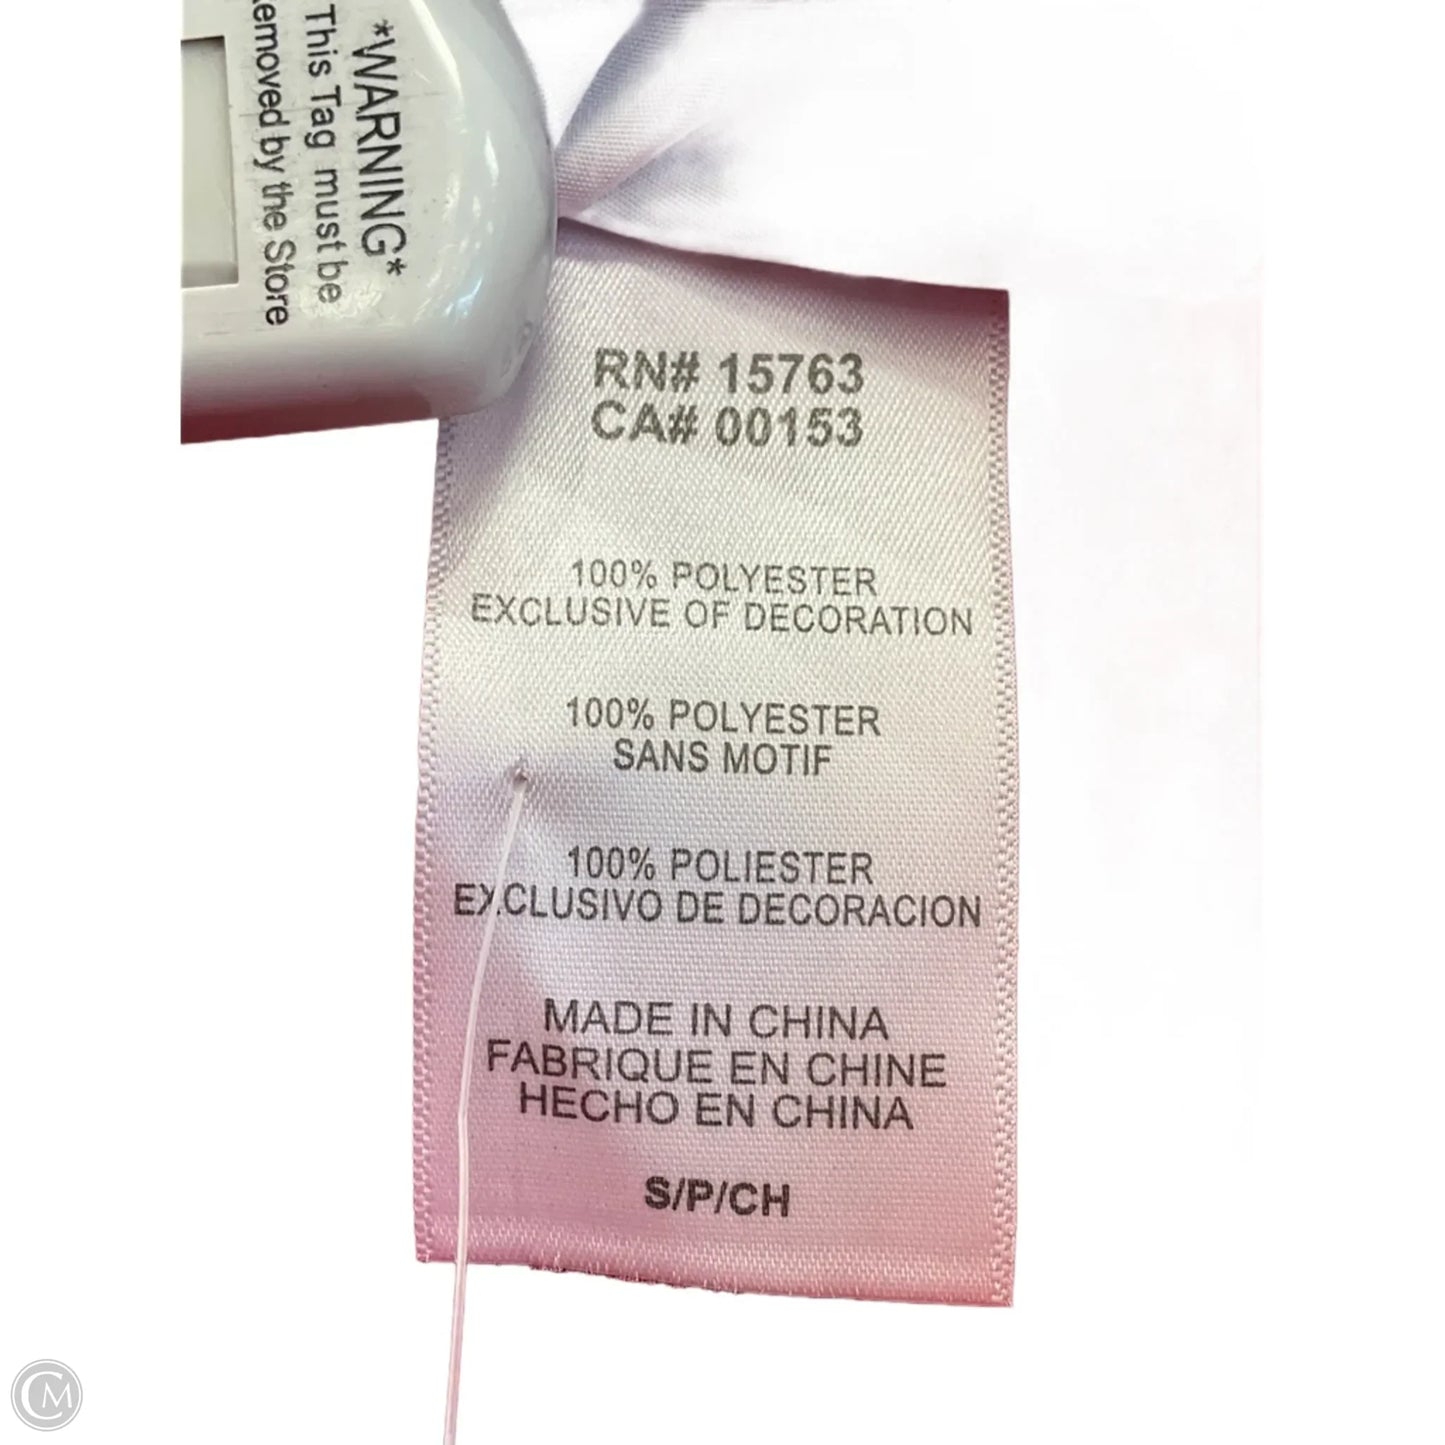 *WARNING*
This Tag must be
Removed by the Store
RN# 15763
CA# 00153
100% POLYESTER
EXCLUSIVE OF DECORATION
100% POLYESTER
SANS MOTIF
100% POLIESTER
EXCLUSIVO DE DECORACION
MADE IN CHINA
FABRIQUE EN CHINE
HECHO EN CHINA
S/P/CH
CM